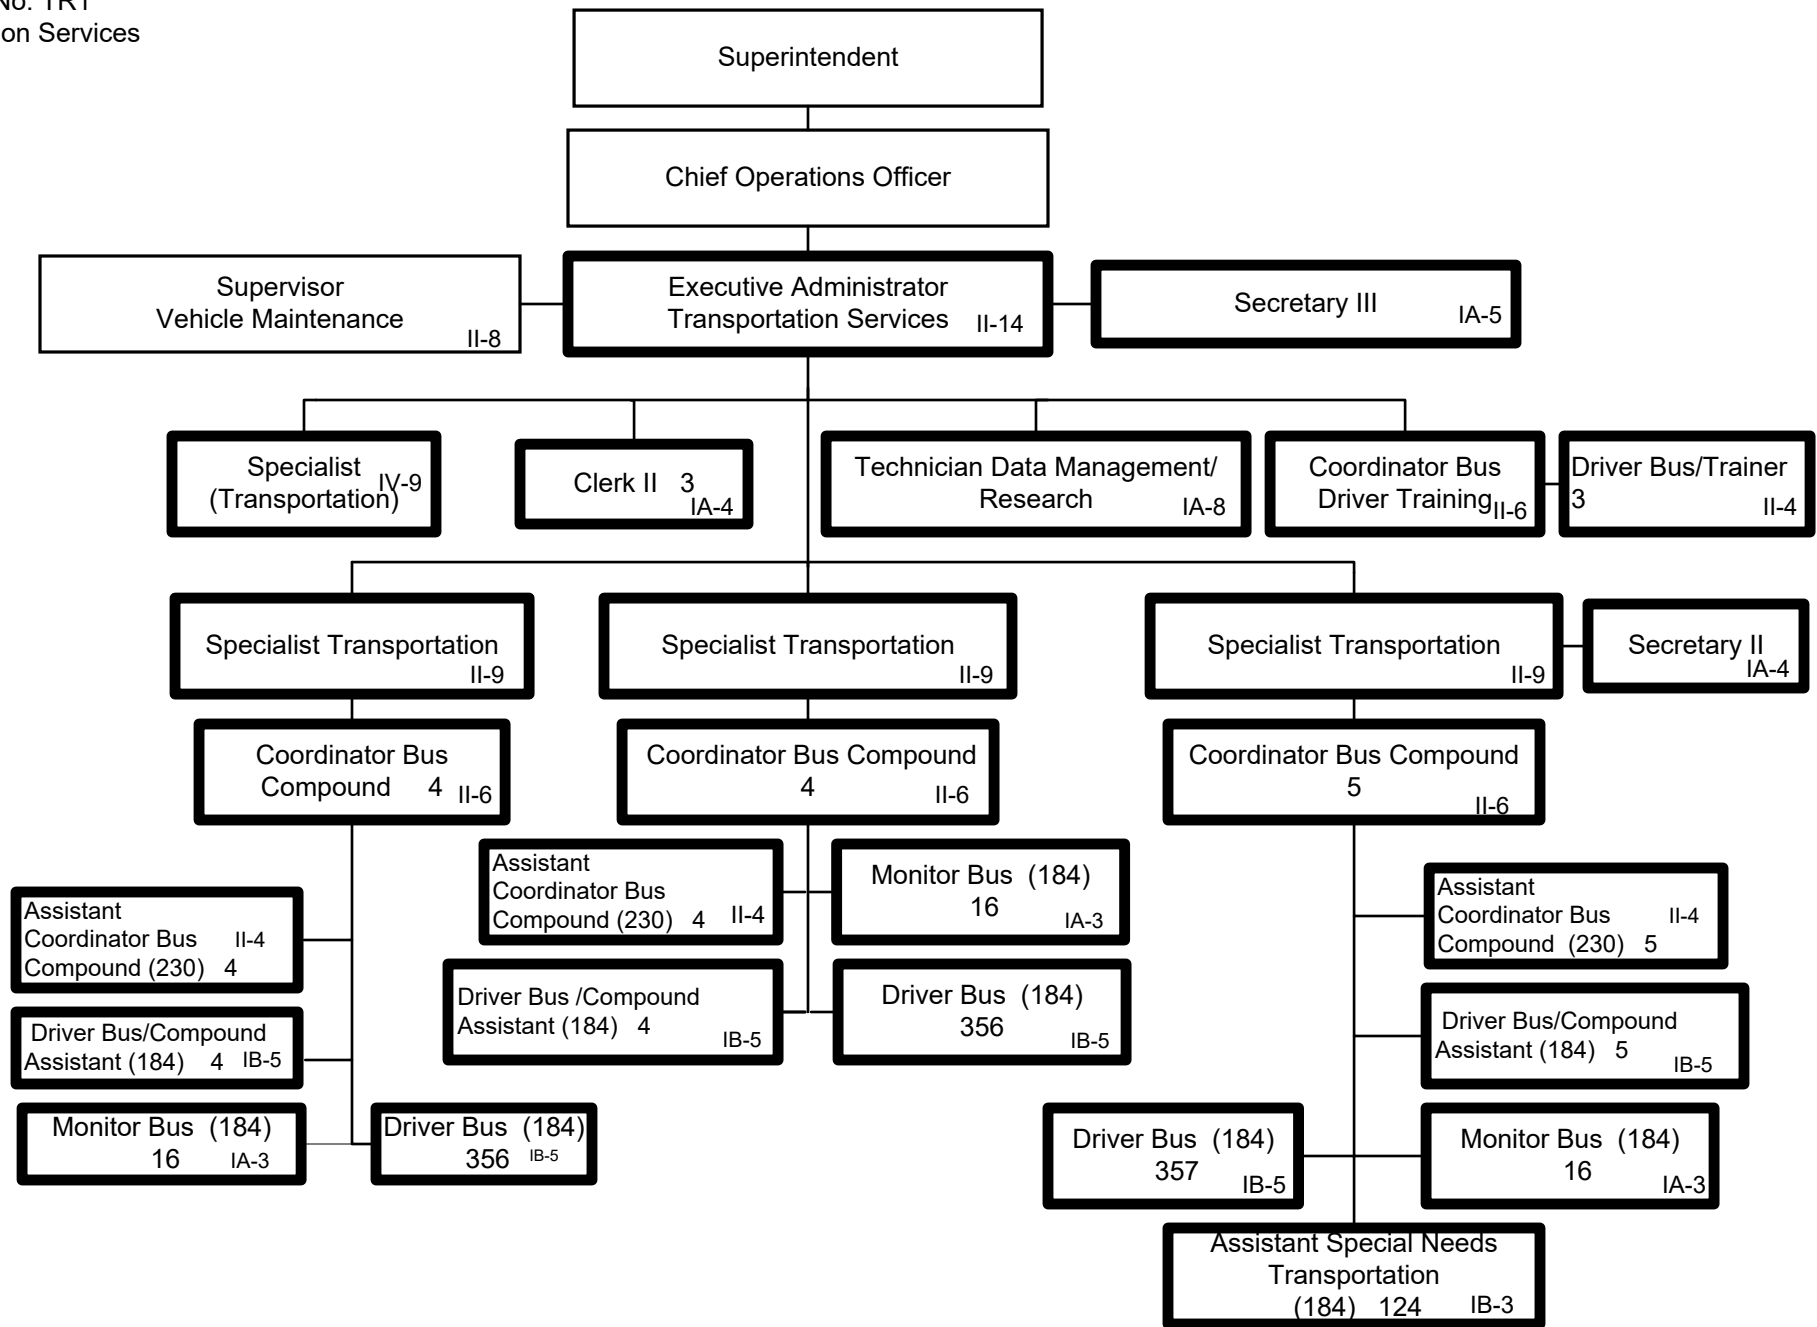 No. TRT
on Services
Superintendent
Chief Operations Officer
Supervisor
Vehicle Maintenance
II-8
Executive Administrator
Transportation Services II-14
Secretary III
IA-5
Specialist
(Transportation)
IV-9
Clerk II 3
IA-4
Technician Data Management/
Research IA-8
Coordinator Bus
Driver Training II-6
Driver Bus/Trainer
3 II-4
Specialist Transportation
II-9
Specialist Transportation
II-9
Specialist Transportation
II-9
Secretary II
IA-4
Coordinator Bus
Compound 4 II-6
Coordinator Bus Compound
4 II-6
Coordinator Bus Compound
5
II-6
Assistant
Coordinator Bus II-4
Compound (230) 4
Driver Bus/Compound
Assistant (184) 4 IB-5
Monitor Bus (184)
16 IA-3
Driver Bus (184)
356 IB-5
Assistant
Coordinator Bus
Compound (230) 4 II-4
Monitor Bus (184)
16
IA-3
Driver Bus /Compound
Assistant (184) 4
IB-5
Driver Bus (184)
356
IB-5
Assistant
Coordinator Bus II-4
Compound (230) 5
Driver Bus/Compound
Assistant (184) 5
IB-5
Driver Bus (184)
357
IB-5
Monitor Bus (184)
16
IA-3
Assistant Special Needs
Transportation
(184) 124 IB-3